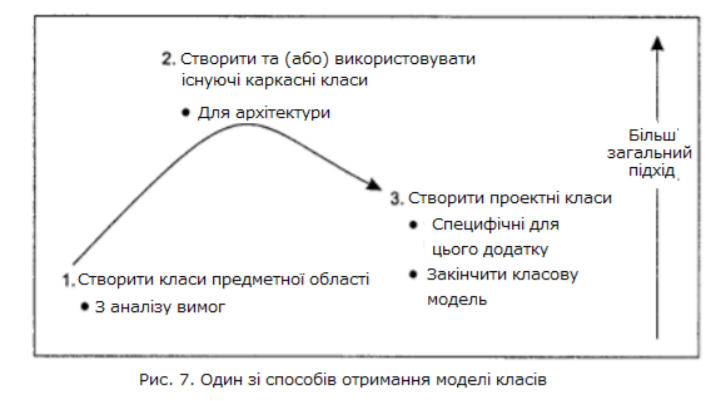 2. Створити та (або) використовувати
існуючі каркасні класи
• Для архітектури
Більш
загальний
підхід
3. Створити проектні класи
• Специфічні для
цього додатку
• Закінчити класову
модель
1. Створити класи предметної області
• З аналізу вимог
Рис. 7. Один зі способів отримання моделі класів